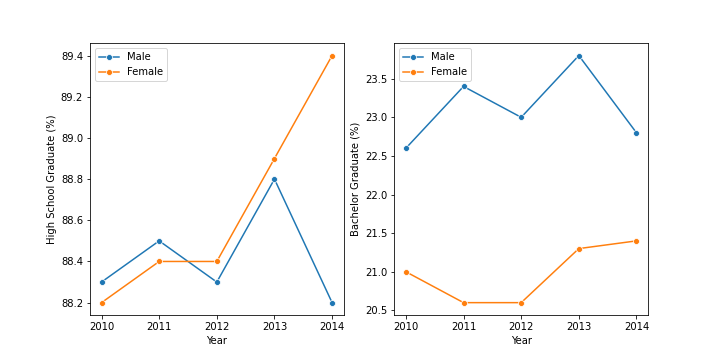 High School Graduate (%)
89.4
89.2
89.0
88.8
88.6
88.4
88.2
Male
Female
2010 2011 2012 2013 2014
Year
Bachelor Graduate (%)
23.5
23.0
22.5
22.0
21.5
21.0
20.5
Male
Female
2010 2011 2012 2013 2014
Year